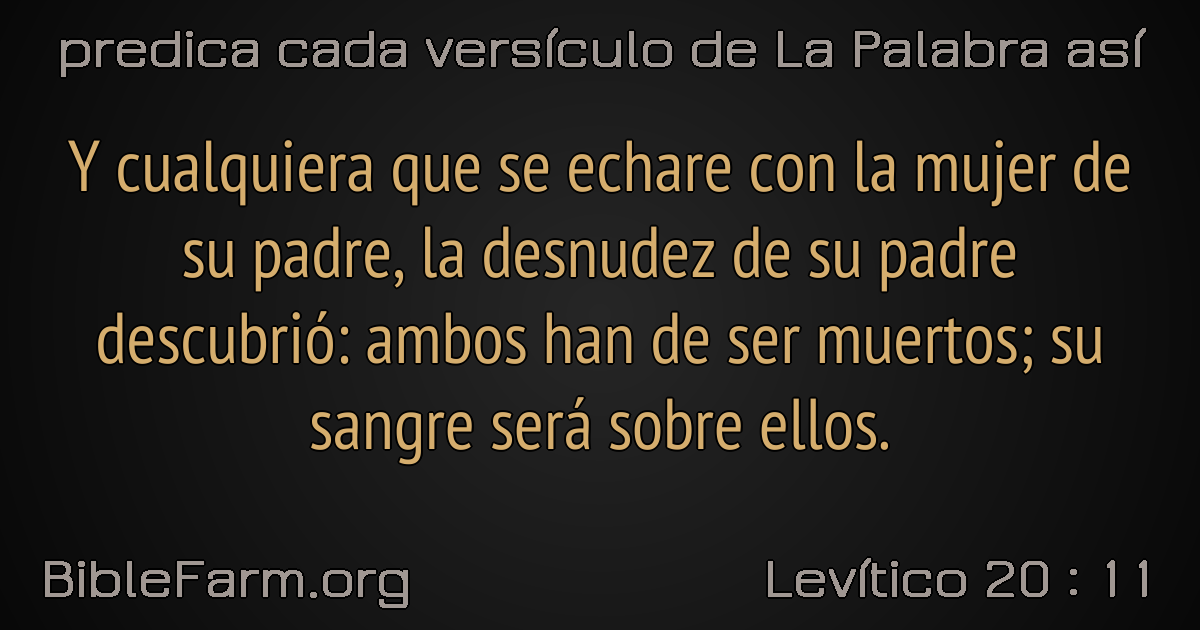 predica cada versículo de La Palabra así
Y cualquiera que se echare con la mujer de
su padre, la desnudez de su padre
descubrió: ambos han de ser muertos; su
sangre será sobre ellos.
BibleFarm.org
Levítico 20 : 11